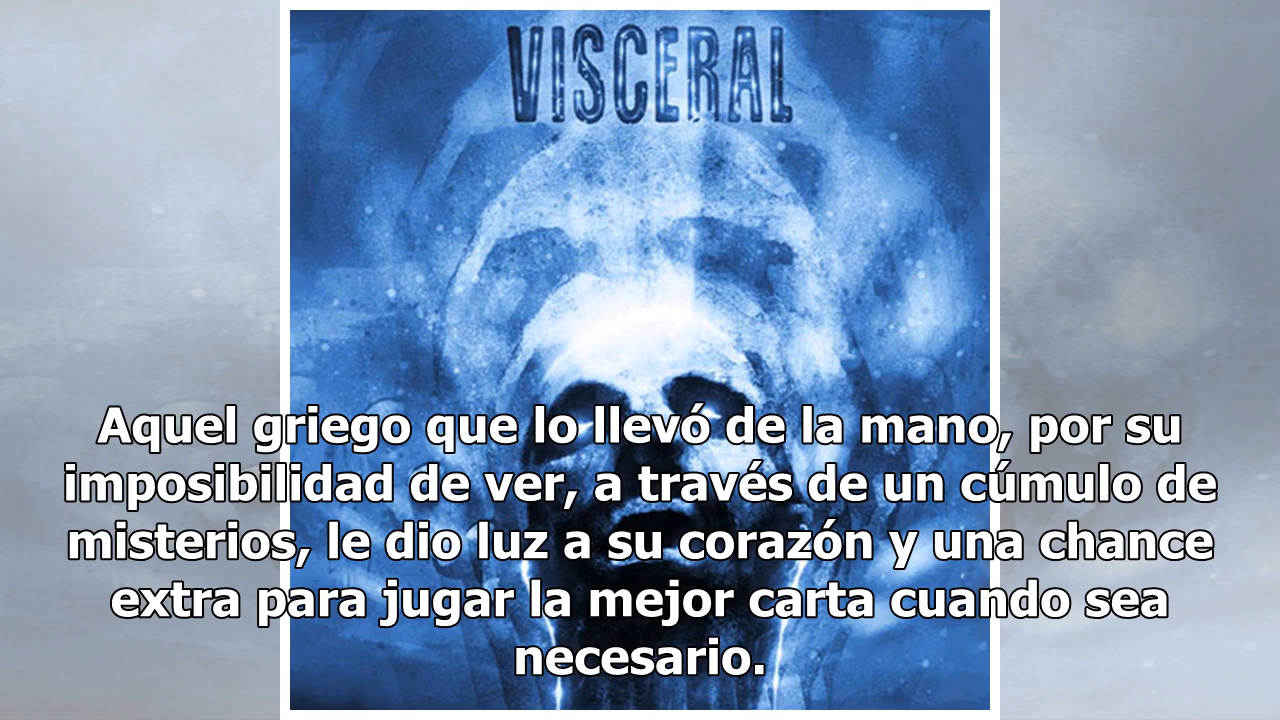 VISCERAL
Aquel griego que lo llevó de la mano, por su
imposibilidad de ver, a través de un cúmulo de
misterios, le dio luz a su corazón y una chance
extra para jugar la mejor carta cuando sea
necesario.